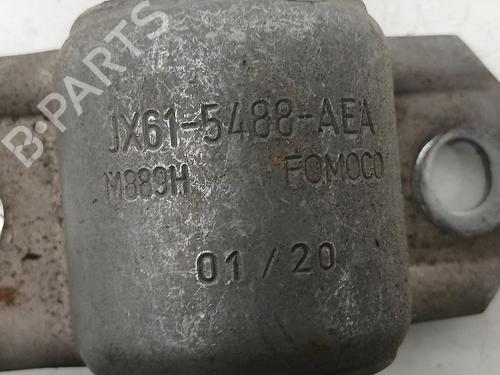 B-PARTS
JX61-5488-AEA
M889H FOMOCO
01/20